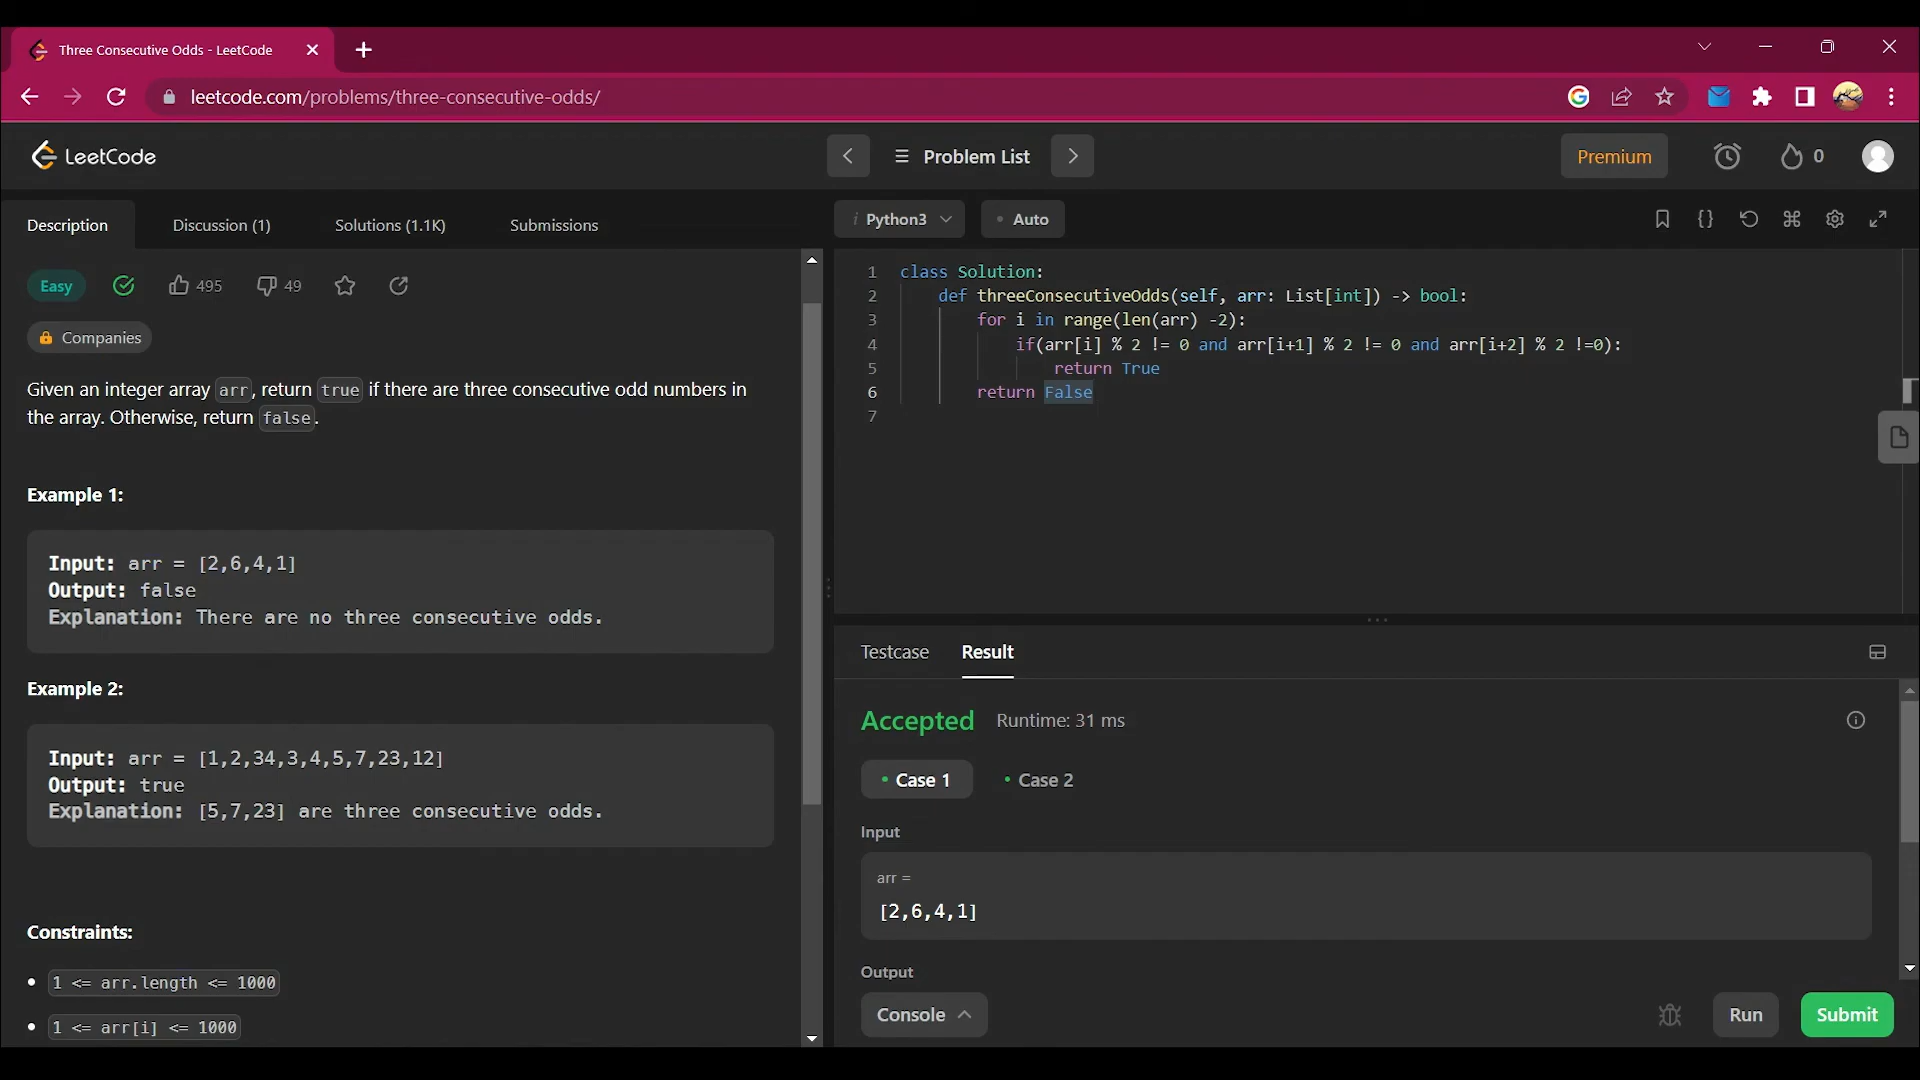 Three Consecutive Odds - LeetCode
leetcode.com/problems/three-consecutive-odds/
LeetCode
Problem List
Premium
0
Description
Discussion (1)
Solutions (1.1K)
Submissions
Easy
495
49
Companies
Given an integer array arr, return true if there are three consecutive odd numbers in
the array. Otherwise, return false.
Example 1:
Input: arr = [2,6,4,1]
Output: false
Explanation: There are no three consecutive odds.
Example 2:
Input: arr = [1,2,34,3,4,5,7,23,12]
Output: true
Explanation: [5,7,23] are three consecutive odds.
Constraints:
• 1 <= arr.length <= 1000
• 1 <= arr[i] <= 1000
i Python3
• Auto
{}
1 class Solution:
2 def threeConsecutiveOdds(self, arr: List[int]) -> bool:
3 for i in range(len(arr) -2):
4 if(arr[i] % 2 != 0 and arr[i+1] % 2 != 0 and arr[i+2] % 2 !=0):
5 return True
6 return False
7
Testcase
Result
Accepted
Runtime: 31 ms
• Case 1
• Case 2
Input
arr =
[2,6,4,1]
Output
Console
Run
Submit